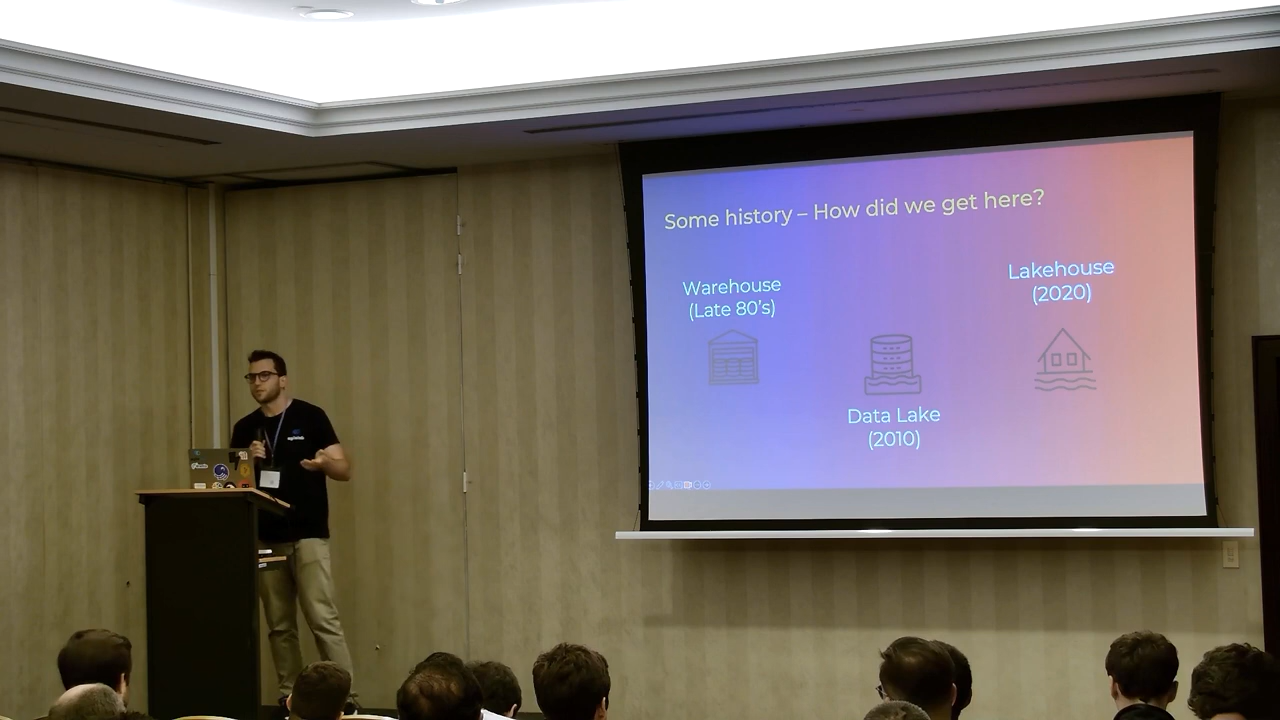 Some history – How did we get here?
Warehouse
(Late 80's)
Data Lake
(2010)
Lakehouse
(2020)